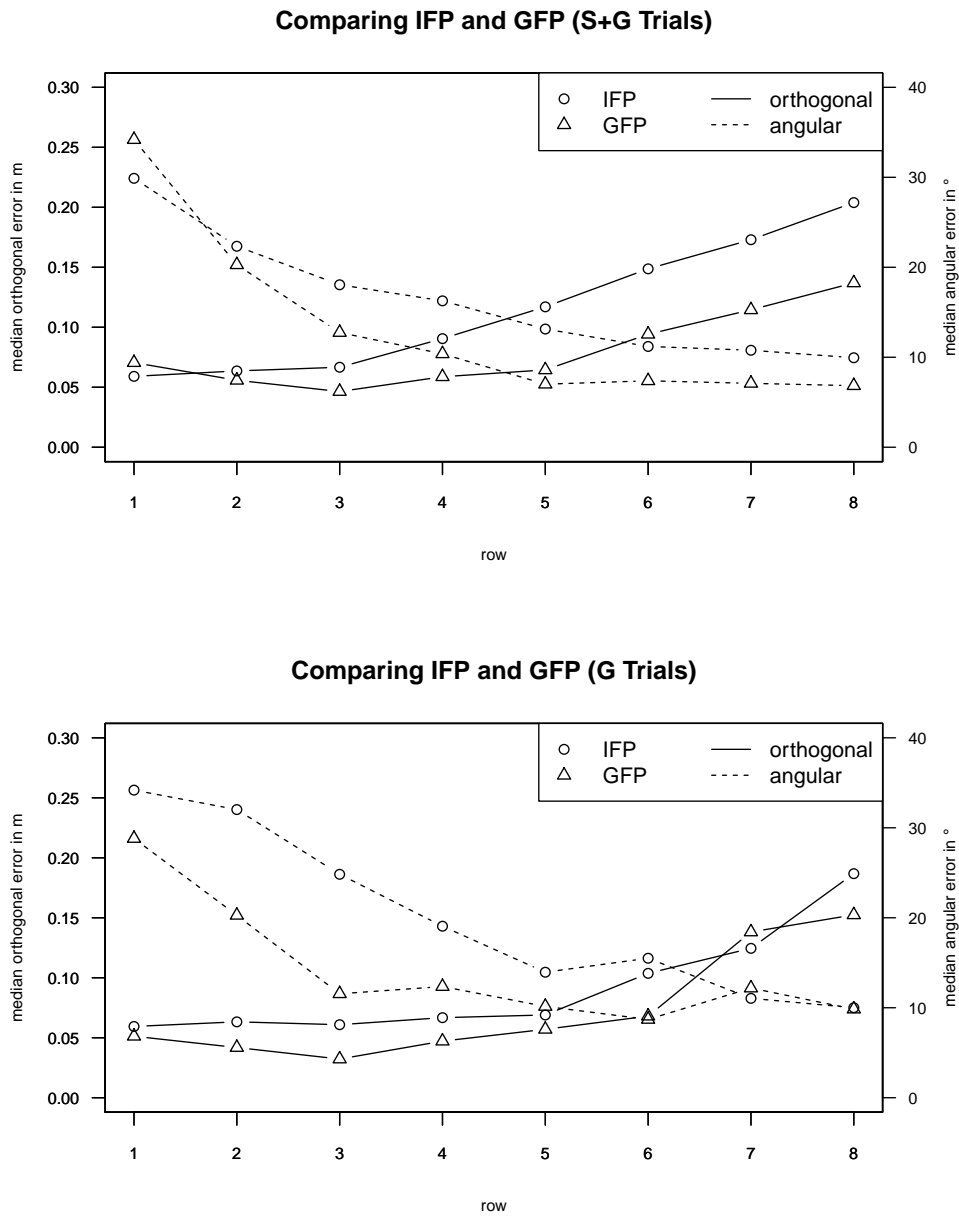 Comparing IFP and GFP (S+G Trials)
IFP orthogonal
GFP angular
0.30
0.25
0.20
0.15
0.10
0.05
0.00
median orthogonal error in m
40
30
20
10
0
median angular error in °
1 2 3 4 5 6 7 8
row
Comparing IFP and GFP (G Trials)
IFP orthogonal
GFP angular
0.30
0.25
0.20
0.15
0.10
0.05
0.00
median orthogonal error in m
40
30
20
10
0
median angular error in °
1 2 3 4 5 6 7 8
row